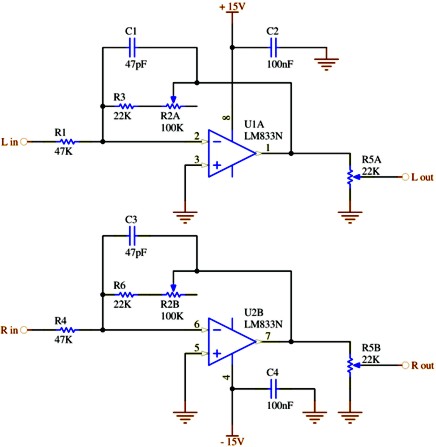 + 15V
C1
47pF
C2
100nF
R3
22K
R2A
100K
8
U1A
LM833N
L in
R1
47K
2
3
1
R5A
22K
L out
C3
47pF
R6
22K
R2B
100K
U2B
LM833N
R in
R4
47K
6
5
7
4
R5B
22K
R out
C4
100nF
- 15V